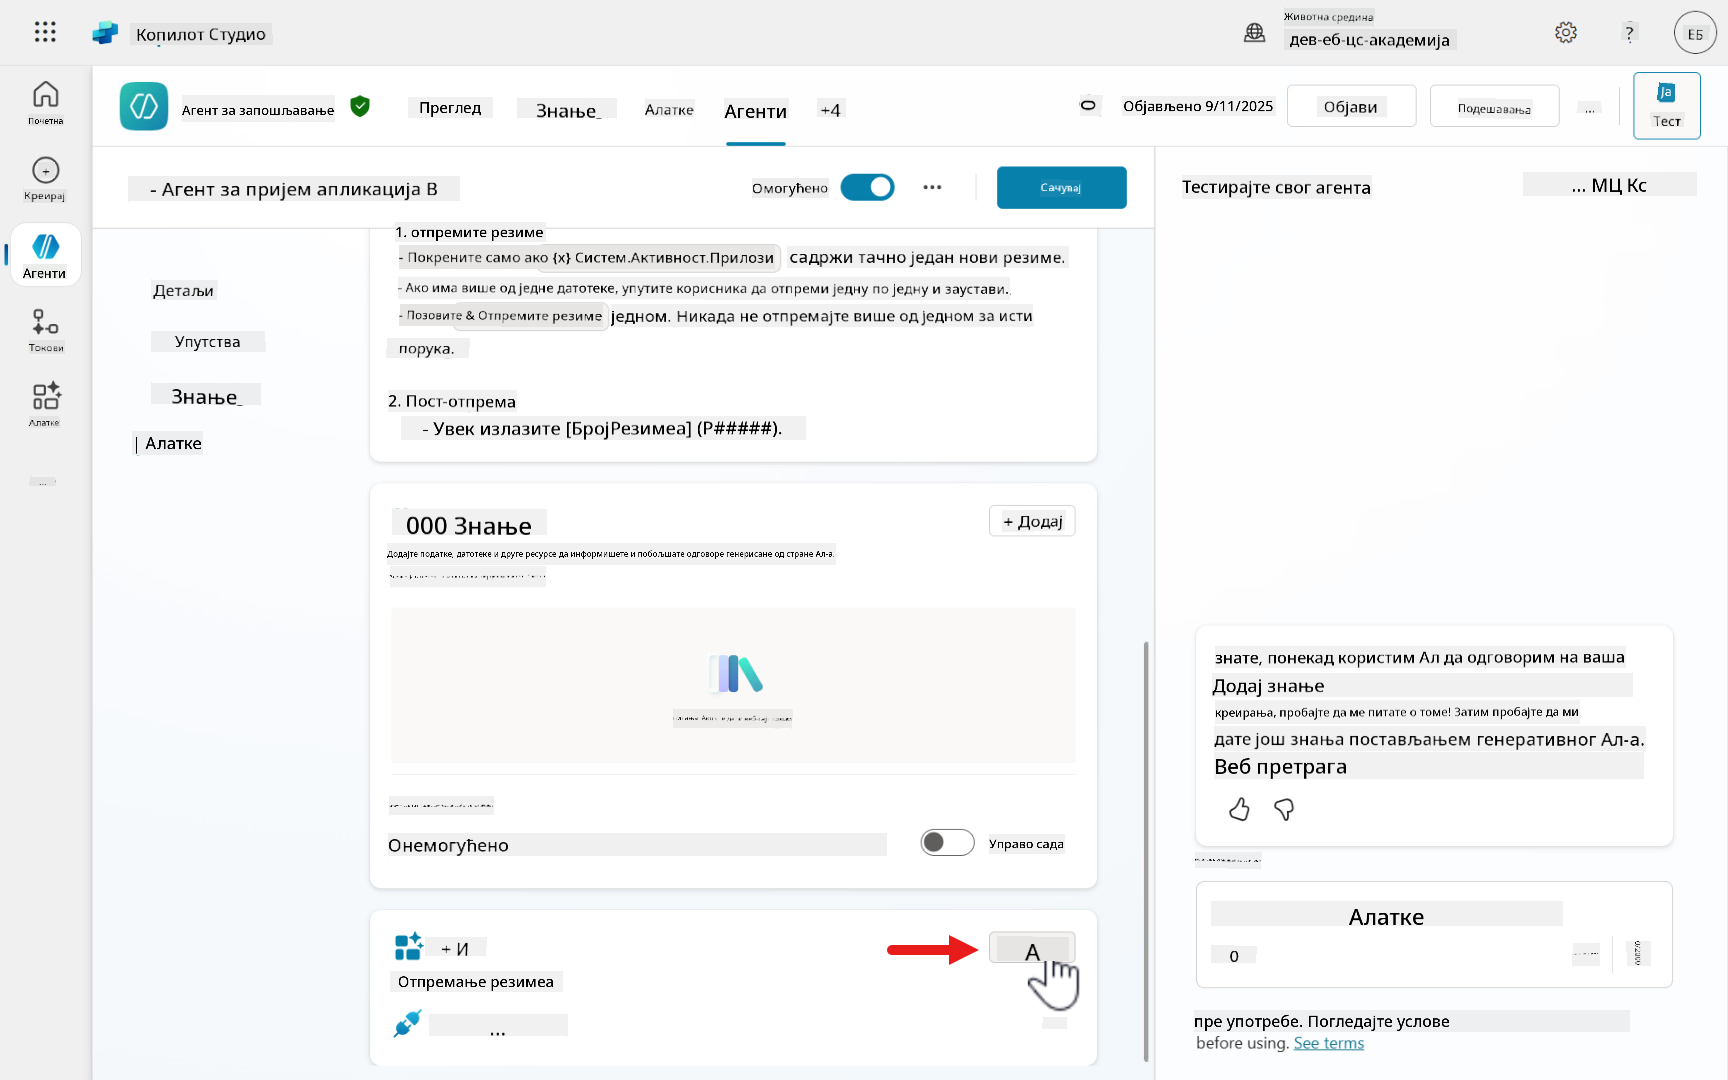 Копилот Студио
Животна средина
дев-еб-цс-академија
?
ЕБ
Почетна
Креирај
Агенти
Токови
Алатке
...
Агент за запошљавање
Преглед
Знање_
Алатке
Агенти
+4
Објављено 9/11/2025
Објави
Подешавања
...
Ja
Тест
- Агент за пријем апликација В
Омогућено
Сачувај
Детаљи
Упутства
Знање_
| Алатке
1. отпремите резиме
- Покрените само ако {x} Систем.Активност.Прилози садржи тачно један нови резиме.
- Ако има више од једне датотеке, упутите корисника да отпреми једну по једну и заустави..
- Позовите & Отпремите резиме једном. Никада не отпремајте више од једном за исти
порука.
2. Пост-отпрема
- Увек излазите [БројРезимеа] (Р#####).
000 Знање
+ Додај
Додајте податке, датотеке и друге ресурсе да информишете и побољшате одговоре генерисане од стране Ал-а.
Онемогућено
Управо сада
+ И
А
Отпремање резимеа
...
Тестирајте свог агента
... МЦ Кс
знате, понекад користим Ал да одговорим на ваша
Додај знање
креирања, пробајте да ме питате о томе! Затим пробајте да ми
дате још знања постављањем генеративног Ал-а.
Веб претрага
Алатке
0
0/2000
пре употребе. Погледајте услове
before using. See terms